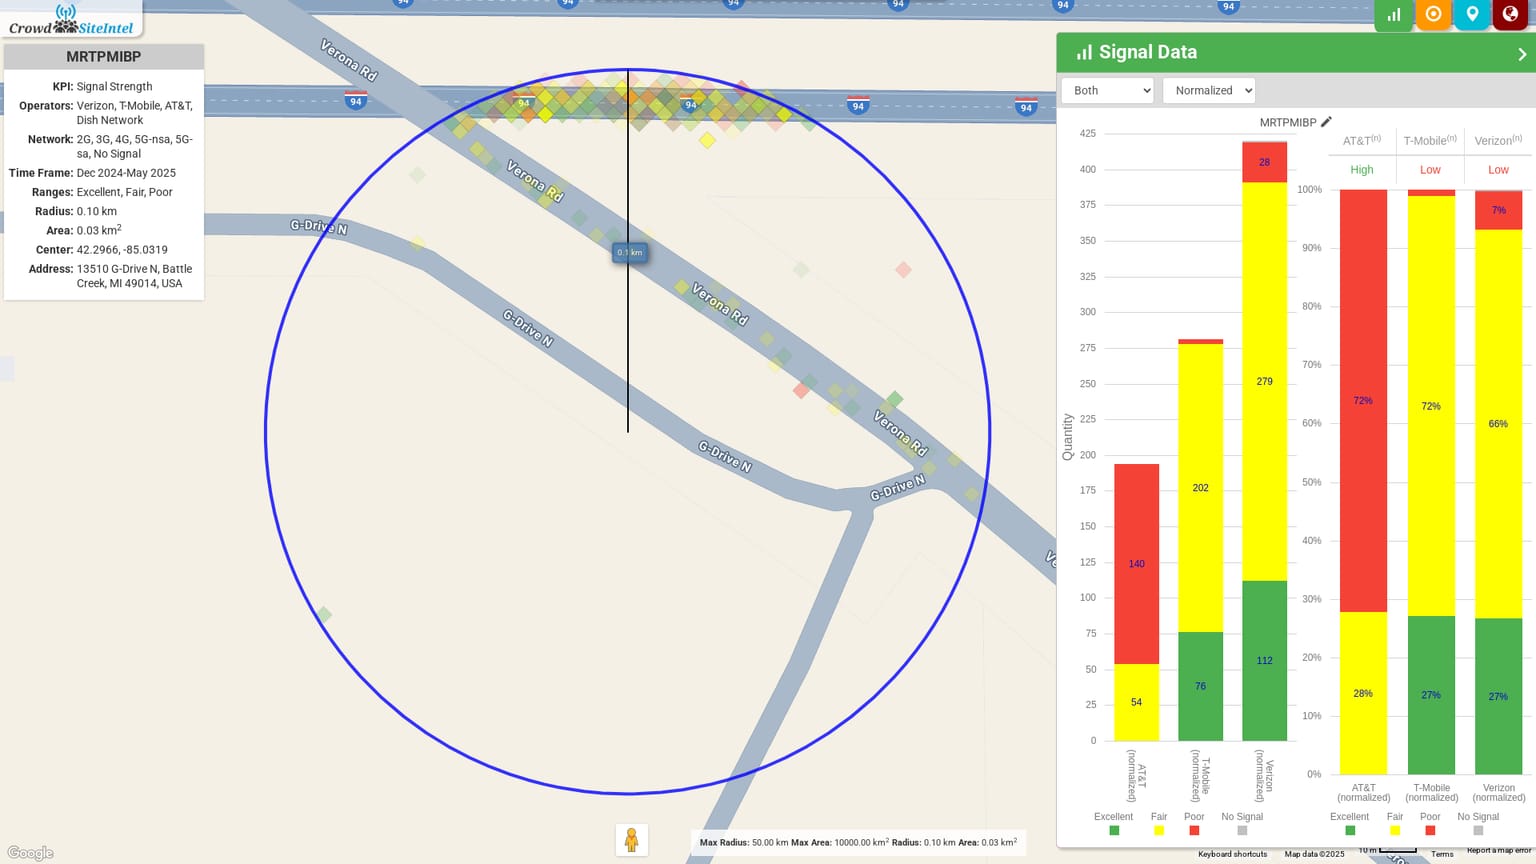 Crowd SiteIntel
MRTPMIBP
KPI: Signal Strength
Operators: Verizon, T-Mobile, AT&T,
Dish Network
Network: 2G, 3G, 4G, 5G-nsa, 5G-
sa, No Signal
Time Frame: Dec 2024-May 2025
Ranges: Excellent, Fair, Poor
Radius: 0.10 km
Area: 0.03 km²
Center: 42.2966, -85.0319
Address: 13510 G-Drive N, Battle
Creek, MI 49014, USA
94 94 94 94 94 94
Verona Rd
94 94 94 94 94
Verona Rd
G-Drive N
0.1 km
Verona Rd
G-Drive N
Verona Rd
G-Drive N
G-Drive N
Google
Max Radius: 50.00 km Max Area: 10000.00 km² Radius: 0.10 km Area: 0.03 km²
Signal Data
Both
Normalized
MRTPMIBP
Quantity
425
400
375
350
325
300
275
250
225
200
175
150
125
100
75
50
25
0
140
54
202
76
28
279
112
AT&T
(normalized)
T-Mobile
(normalized)
Verizon
(normalized)
Excellent Fair Poor No Signal
AT&T(n) T-Mobile(n) Verizon(n)
High Low Low
100%
90%
80%
70%
60%
50%
40%
30%
20%
10%
0%
72%
28%
72%
27%
7%
66%
27%
AT&T
(normalized)
T-Mobile
(normalized)
Verizon
(normalized)
Excellent Fair Poor No Signal
Keyboard shortcuts Map data ©2025 10 m Terms Report a map error